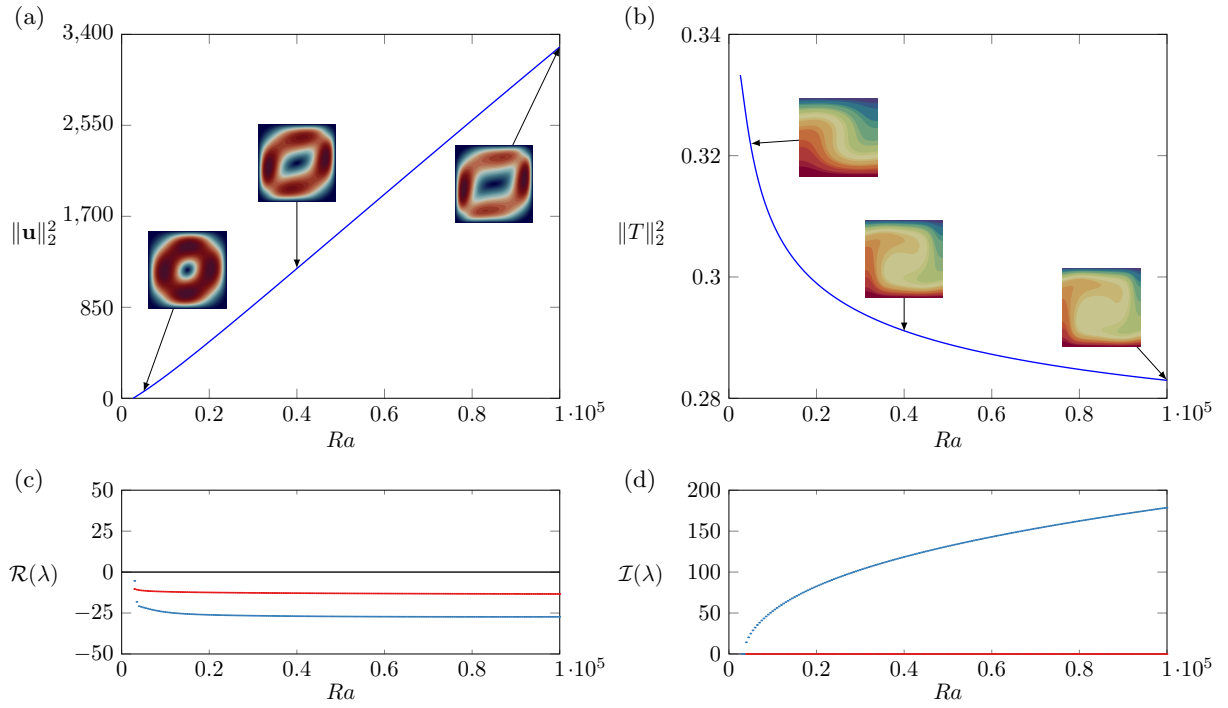 (a)
3,400
2,550
1,700
‖u‖₂²
850
0
0 0.2 0.4 0.6 0.8 1 ·10⁵
Ra
(b)
0.34
0.32
‖T‖₂²
0.3
0.28
0 0.2 0.4 0.6 0.8 1 ·10⁵
Ra
(c)
50
25
0
R(λ)
−25
−50
0 0.2 0.4 0.6 0.8 1 ·10⁵
Ra
(d)
200
150
100
I(λ)
50
0
0 0.2 0.4 0.6 0.8 1 ·10⁵
Ra